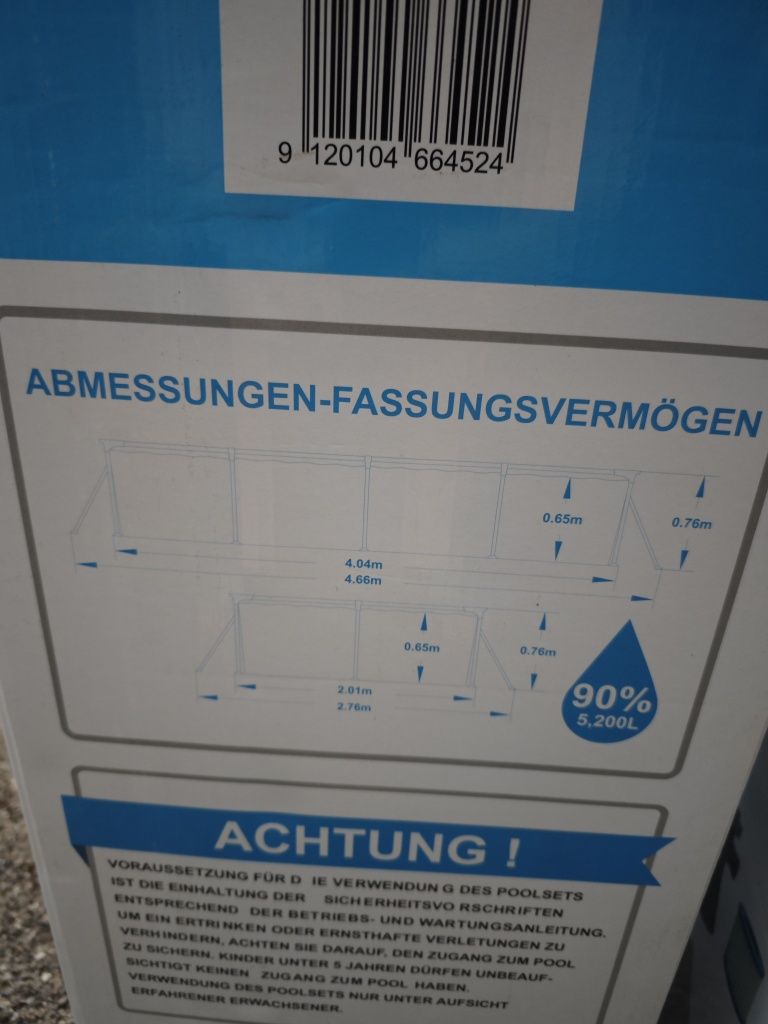 9 120104 664524
ABMESSUNGEN-FASSUNGSVERMÖGEN
0.65m
0.76m
4.04m
4.66m
0.65m
0.76m
2.01m
2.76m
90%
5,200L
ACHTUNG !
VORAUSSETZUNG FÜR D IE VERWENDUN G DES POOLSETS
IST DIE EINHALTUNG DER SICHERHEITSVO RSCHRIFTEN
ENTSPRECHEND DER BETRIEBS- UND WARTUNGSANLEITUNG.
UM EIN ERTRINKEN ODER ERNSTHAFTE VERLETUNGEN ZU
VERHINDERN, ACHTEN SIE DARAUF, DEN ZUGANG ZUM POOL
ZU SICHERN. KINDER UNTER 5 JAHREN DÜRFEN UNBEAUF-
SICHTIGT KEINEN ZUGANG ZUM POOL HABEN.
VERWENDUNG DES POOLSETS NUR UNTER AUFSICHT
ERFAHRENER ERWACHSENER.